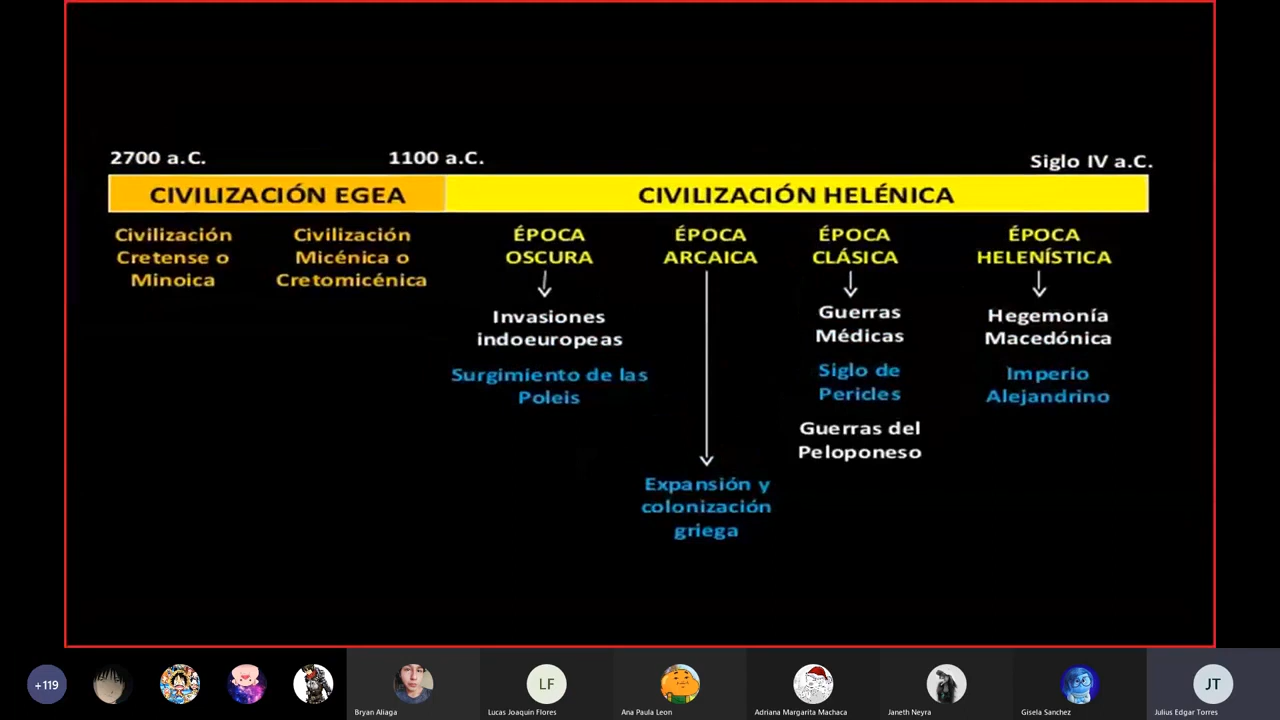 2700 a.C.
1100 a.C.
Siglo IV a.C.
CIVILIZACIÓN EGEA
CIVILIZACIÓN HELÉNICA
Civilización
Cretense o
Minoica
Civilización
Micénica o
Cretomicénica
ÉPOCA
OSCURA
Invasiones
indoeuropeas
Surgimiento de las
Poleis
ÉPOCA
ARCAICA
Expansión y
colonización
griega
ÉPOCA
CLÁSICA
Guerras
Médicas
Siglo de
Pericles
Guerras del
Peloponeso
ÉPOCA
HELENÍSTICA
Hegemonía
Macedónica
Imperio
Alejandrino
+119
Bryan Aliaga
LF
Lucas Joaquin Flores
Ana Paula Leon
Adriana Margarita Machaca
Janeth Neyra
Gisela Sanchez
JT
Julius Edgar Torres